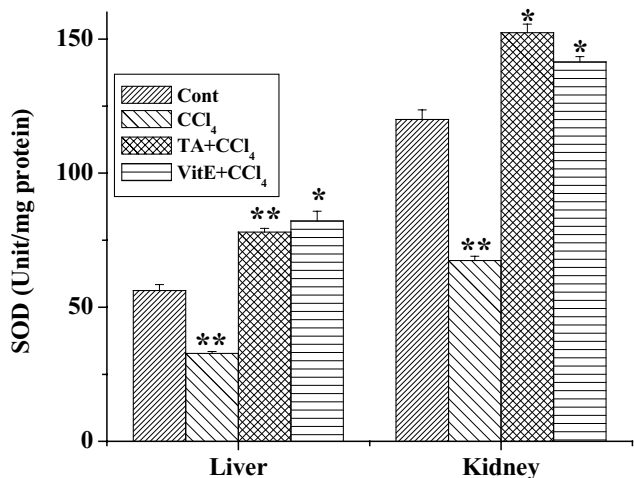 150
100
50
0
SOD (Unit/mg protein)
Cont
CCl4
TA+CCl4
VitE+CCl4
**
**
*
**
*
*
Liver
Kidney